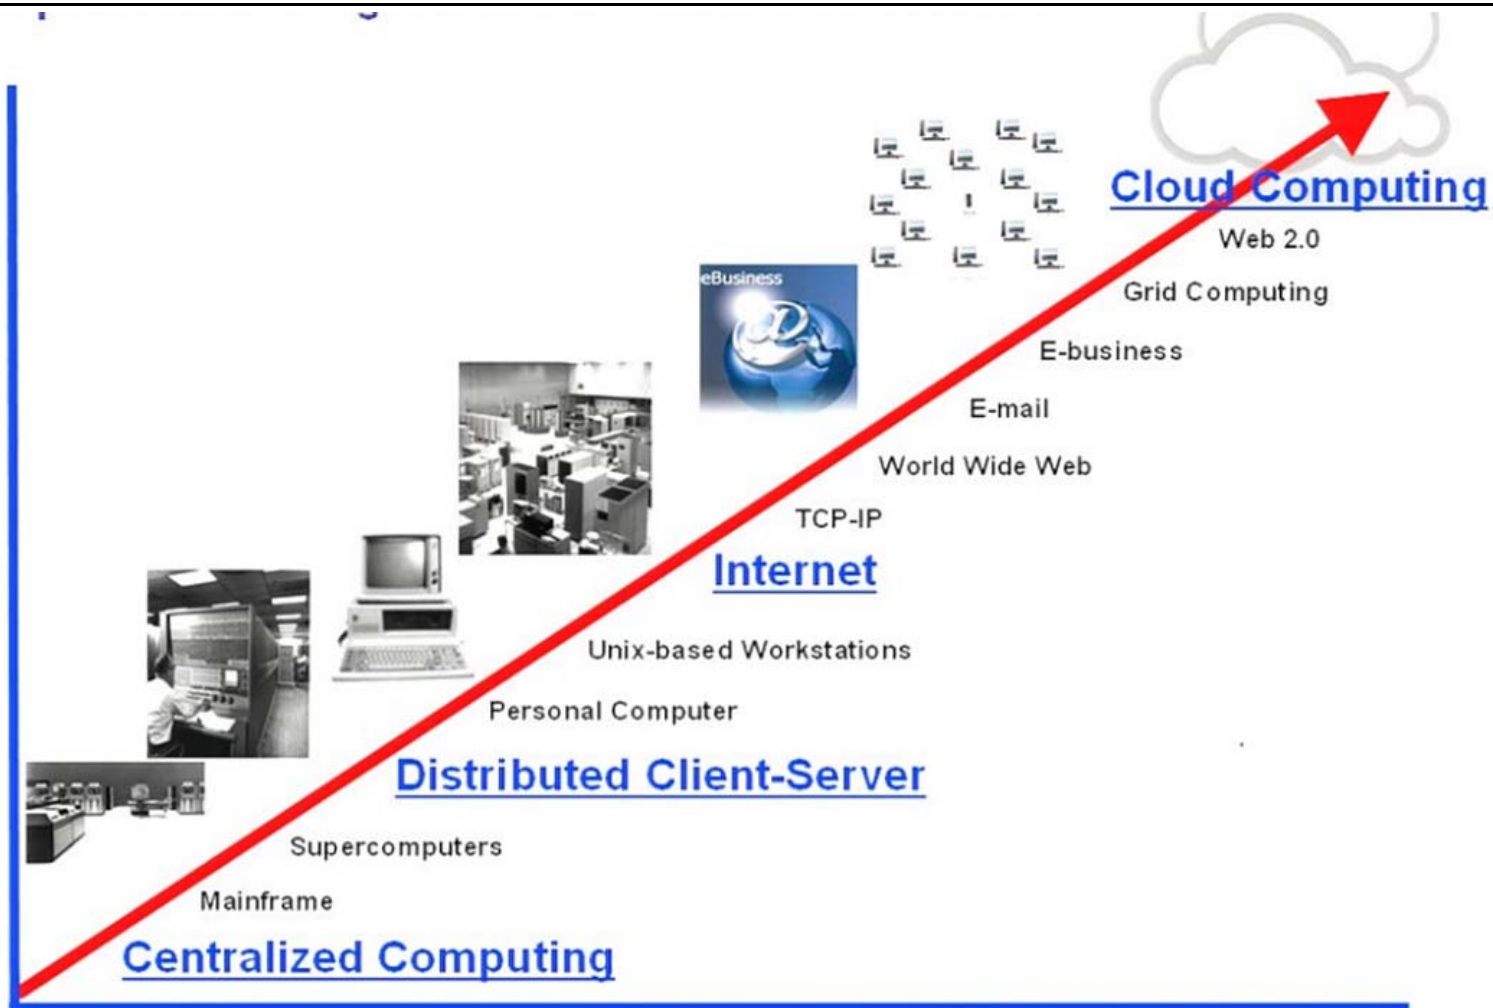 Cloud Computing
Web 2.0
eBusiness
Grid Computing
E-business
E-mail
World Wide Web
TCP-IP
Internet
Unix-based Workstations
Personal Computer
Distributed Client-Server
Supercomputers
Mainframe
Centralized Computing